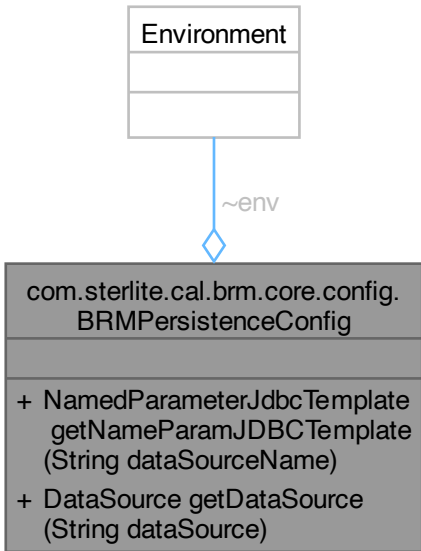 Environment
~env
com.sterlite.cal.brm.core.config.
BRMPersistenceConfig
+ NamedParameterJdbcTemplate
getNameParamJDBCTemplate
(String dataSourceName)
+ DataSource getDataSource
(String dataSource)